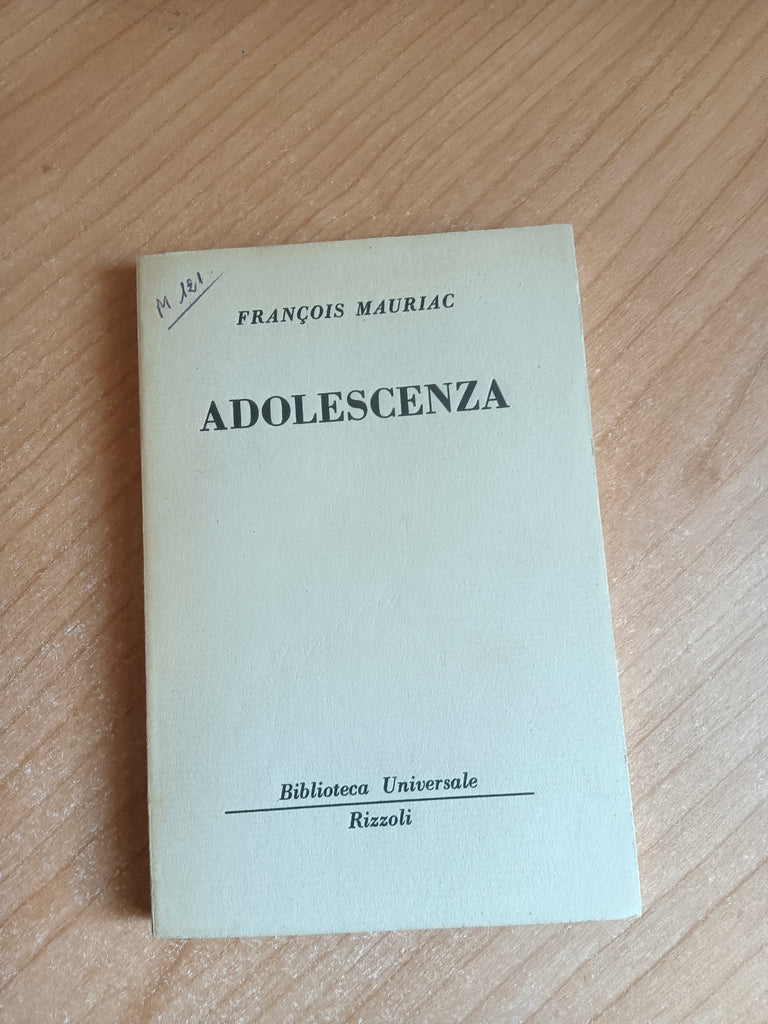 M 121.
FRANÇOIS MAURIAC
ADOLESCENZA
Biblioteca Universale
Rizzoli